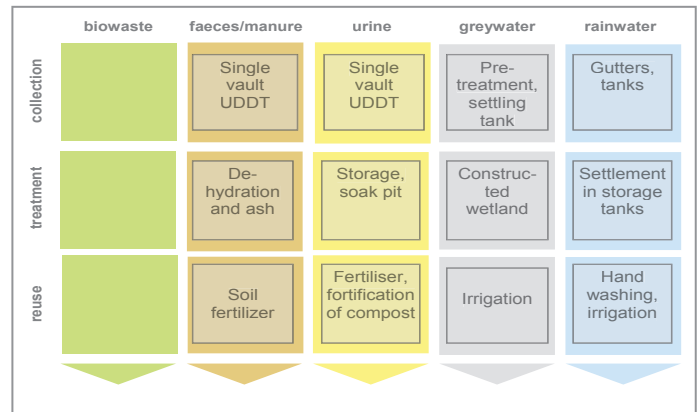 biowaste
faeces/manure
urine
greywater
rainwater
collection
Single
vault
UDDT
Single
vault
UDDT
Pre-
treatment,
settling
tank
Gutters,
tanks
treatment
De-
hydration
and ash
Storage,
soak pit
Construc-
ted
wetland
Settlement
in storage
tanks
reuse
Soil
fertilizer
Fertiliser,
fortification
of compost
Irrigation
Hand
washing,
irrigation